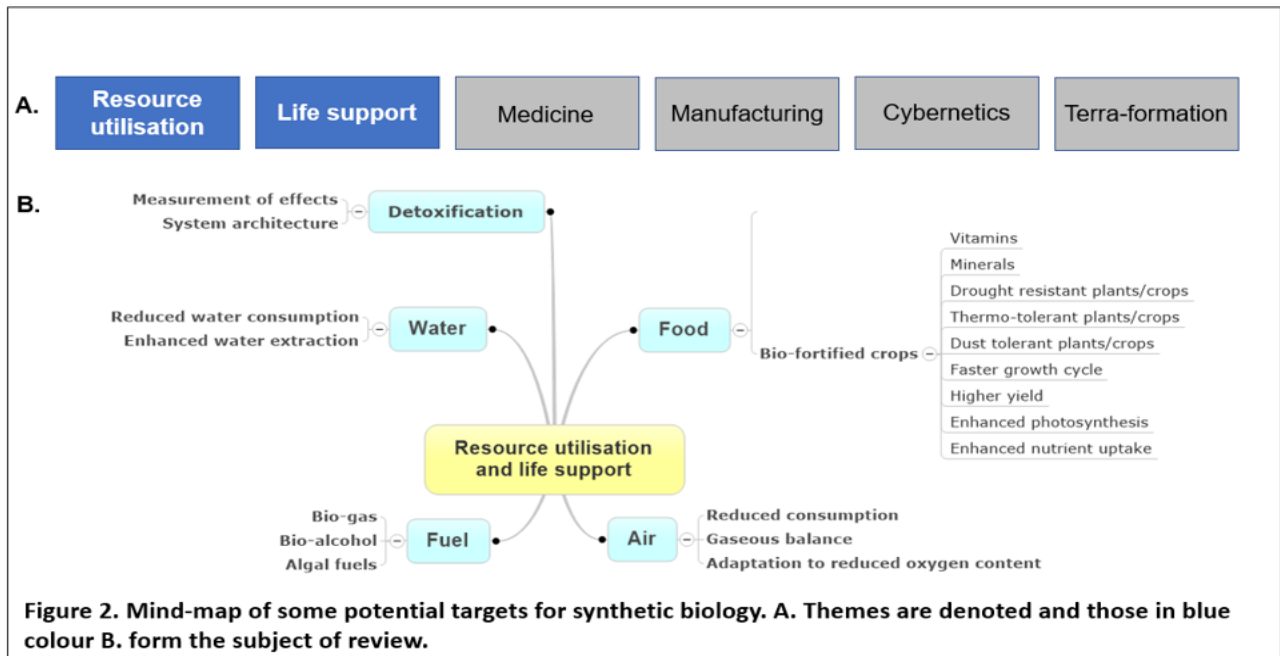 A.
Resource
utilisation
Life support
Medicine
Manufacturing
Cybernetics
Terra-formation
B.
Measurement of effects
System architecture
Detoxification
Reduced water consumption
Enhanced water extraction
Water
Food
Bio-fortified crops
Vitamins
Minerals
Drought resistant plants/crops
Thermo-tolerant plants/crops
Dust tolerant plants/crops
Faster growth cycle
Higher yield
Enhanced photosynthesis
Enhanced nutrient uptake
Resource utilisation
and life support
Bio-gas
Bio-alcohol
Algal fuels
Fuel
Air
Reduced consumption
Gaseous balance
Adaptation to reduced oxygen content
Figure 2. Mind-map of some potential targets for synthetic biology. A. Themes are denoted and those in blue
colour B. form the subject of review.